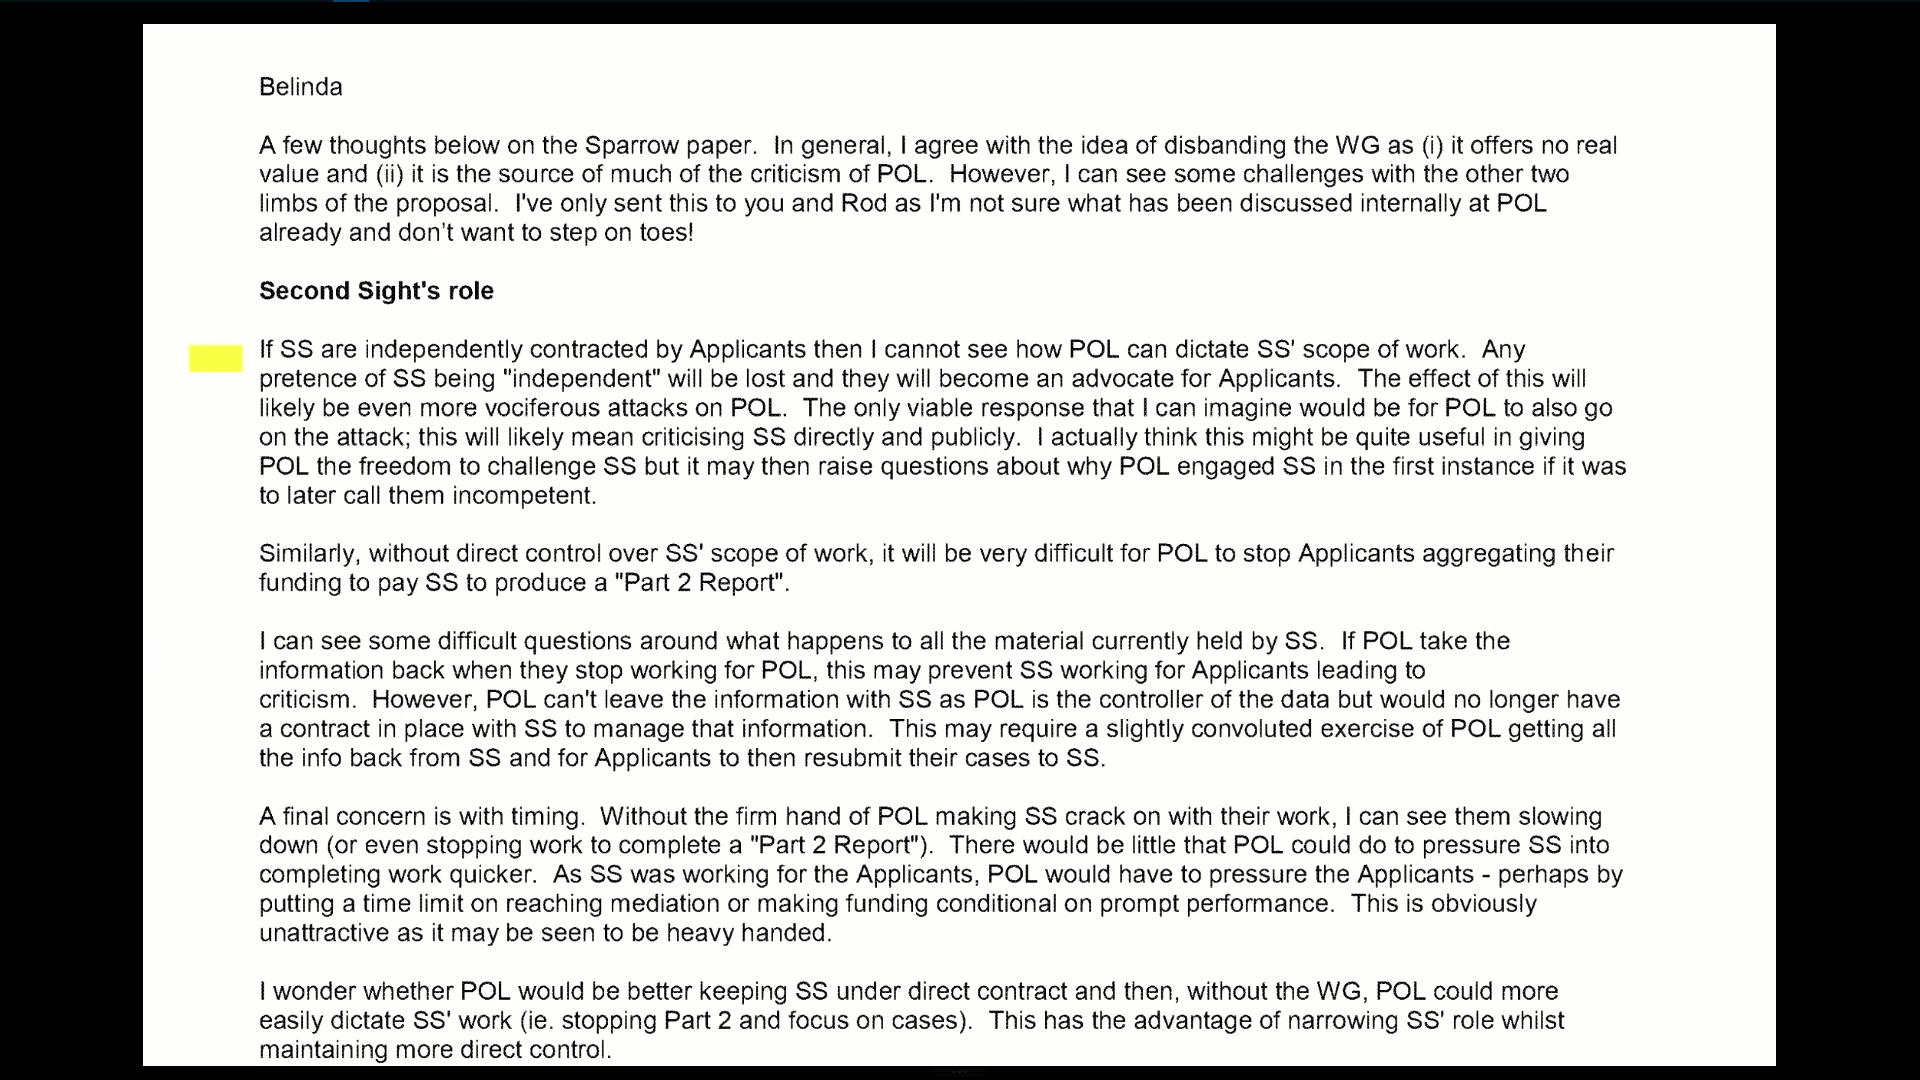 Belinda
A few thoughts below on the Sparrow paper.  In general, I agree with the idea of disbanding the WG as (i) it offers no real
value and (ii) it is the source of much of the criticism of POL.  However, I can see some challenges with the other two
limbs of the proposal.  I've only sent this to you and Rod as I'm not sure what has been discussed internally at POL
already and don't want to step on toes!
Second Sight's role
If SS are independently contracted by Applicants then I cannot see how POL can dictate SS' scope of work.  Any
pretence of SS being "independent" will be lost and they will become an advocate for Applicants.  The effect of this will
likely be even more vociferous attacks on POL.  The only viable response that I can imagine would be for POL to also go
on the attack; this will likely mean criticising SS directly and publicly.  I actually think this might be quite useful in giving
POL the freedom to challenge SS but it may then raise questions about why POL engaged SS in the first instance if it was
to later call them incompetent.
Similarly, without direct control over SS' scope of work, it will be very difficult for POL to stop Applicants aggregating their
funding to pay SS to produce a "Part 2 Report".
I can see some difficult questions around what happens to all the material currently held by SS.  If POL take the
information back when they stop working for POL, this may prevent SS working for Applicants leading to
criticism.  However, POL can't leave the information with SS as POL is the controller of the data but would no longer have
a contract in place with SS to manage that information.  This may require a slightly convoluted exercise of POL getting all
the info back from SS and for Applicants to then resubmit their cases to SS.
A final concern is with timing.  Without the firm hand of POL making SS crack on with their work, I can see them slowing
down (or even stopping work to complete a "Part 2 Report").  There would be little that POL could do to pressure SS into
completing work quicker.  As SS was working for the Applicants, POL would have to pressure the Applicants - perhaps by
putting a time limit on reaching mediation or making funding conditional on prompt performance.  This is obviously
unattractive as it may be seen to be heavy handed.
I wonder whether POL would be better keeping SS under direct contract and then, without the WG, POL could more
easily dictate SS' work (ie. stopping Part 2 and focus on cases).  This has the advantage of narrowing SS' role whilst
maintaining more direct control.